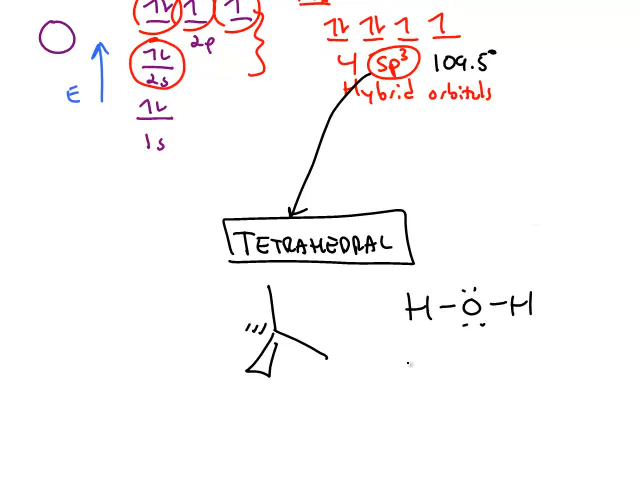 2p
2s
E
1s
4 sp³ 109.5°
Hybrid orbitals
TETRAHEDRAL
H-O-H